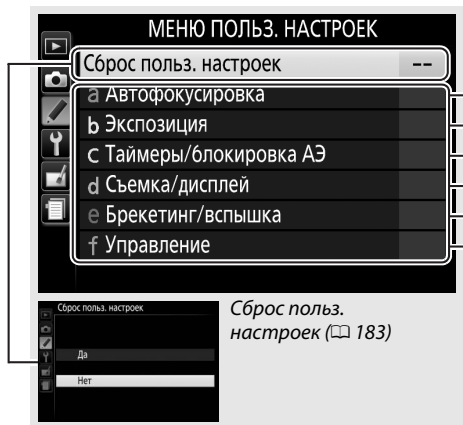 МЕНЮ ПОЛЬЗ. НАСТРОЕК
Сброс польз. настроек --
a Автофокусировка
b Экспозиция
c Таймеры/блокировка АЭ
d Съемка/дисплей
e Брекетинг/вспышка
f Управление
Сброс польз. настроек
Да
Нет
Сброс польз.
настроек (📖 183)